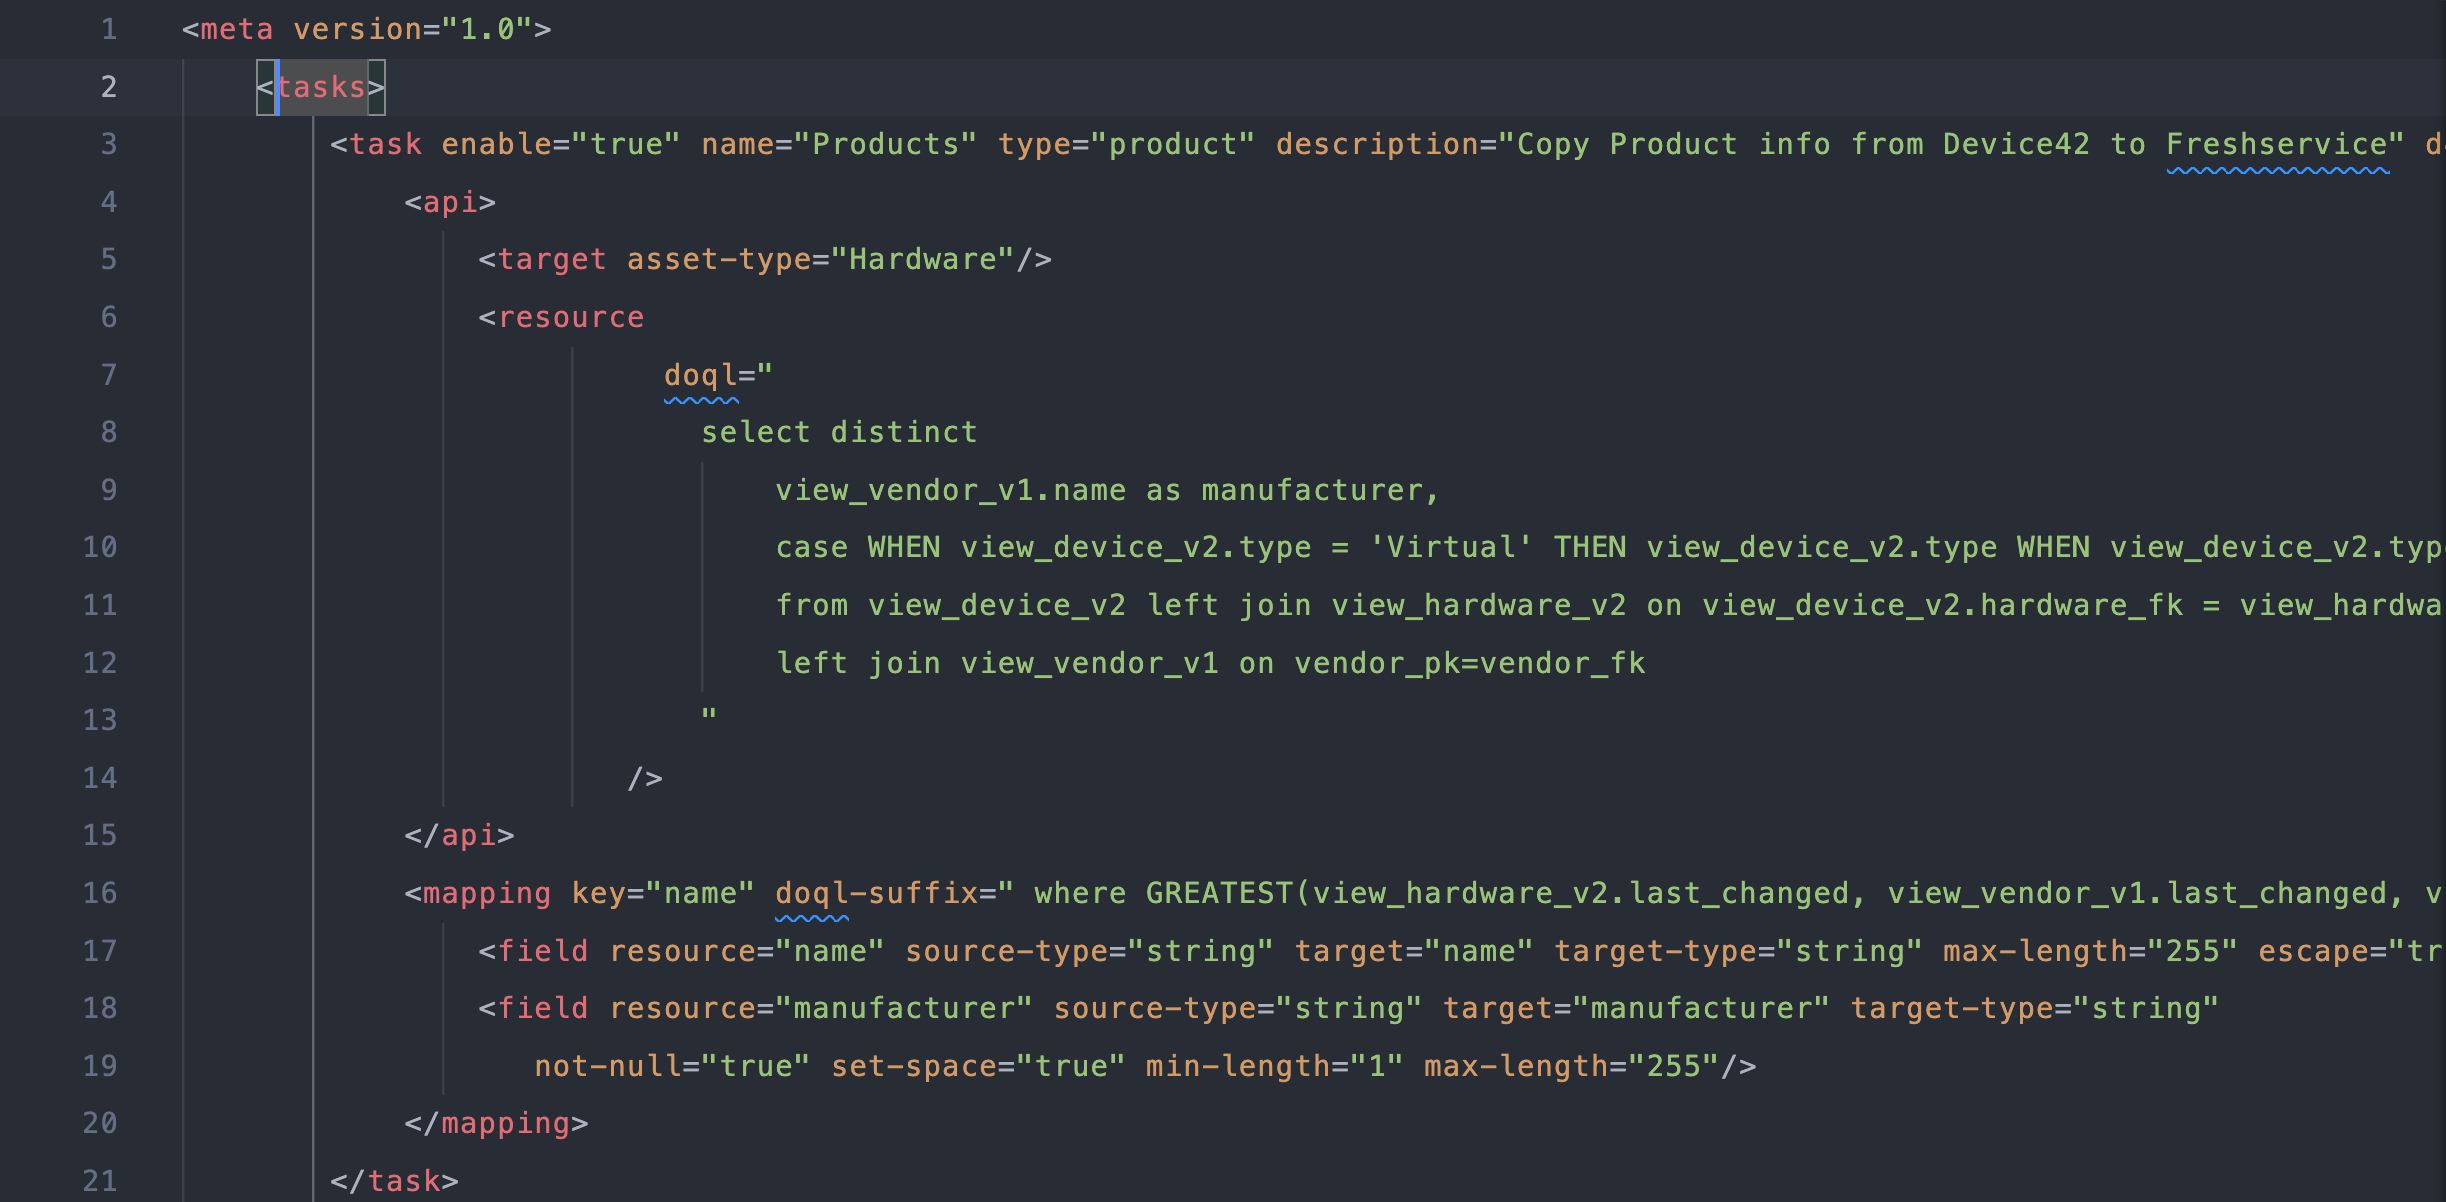 1 <meta version="1.0">
2 <tasks>
3 <task enable="true" name="Products" type="product" description="Copy Product info from Device42 to Freshservice" d
4 <api>
5 <target asset-type="Hardware"/>
6 <resource
7 doql="
8 select distinct
9 view_vendor_v1.name as manufacturer,
10 case WHEN view_device_v2.type = 'Virtual' THEN view_device_v2.type WHEN view_device_v2.typ
11 from view_device_v2 left join view_hardware_v2 on view_device_v2.hardware_fk = view_hardwa
12 left join view_vendor_v1 on vendor_pk=vendor_fk
13 "
14 />
15 </api>
16 <mapping key="name" doql-suffix=" where GREATEST(view_hardware_v2.last_changed, view_vendor_v1.last_changed, v
17 <field resource="name" source-type="string" target="name" target-type="string" max-length="255" escape="tr
18 <field resource="manufacturer" source-type="string" target="manufacturer" target-type="string"
19 not-null="true" set-space="true" min-length="1" max-length="255"/>
20 </mapping>
21 </task>